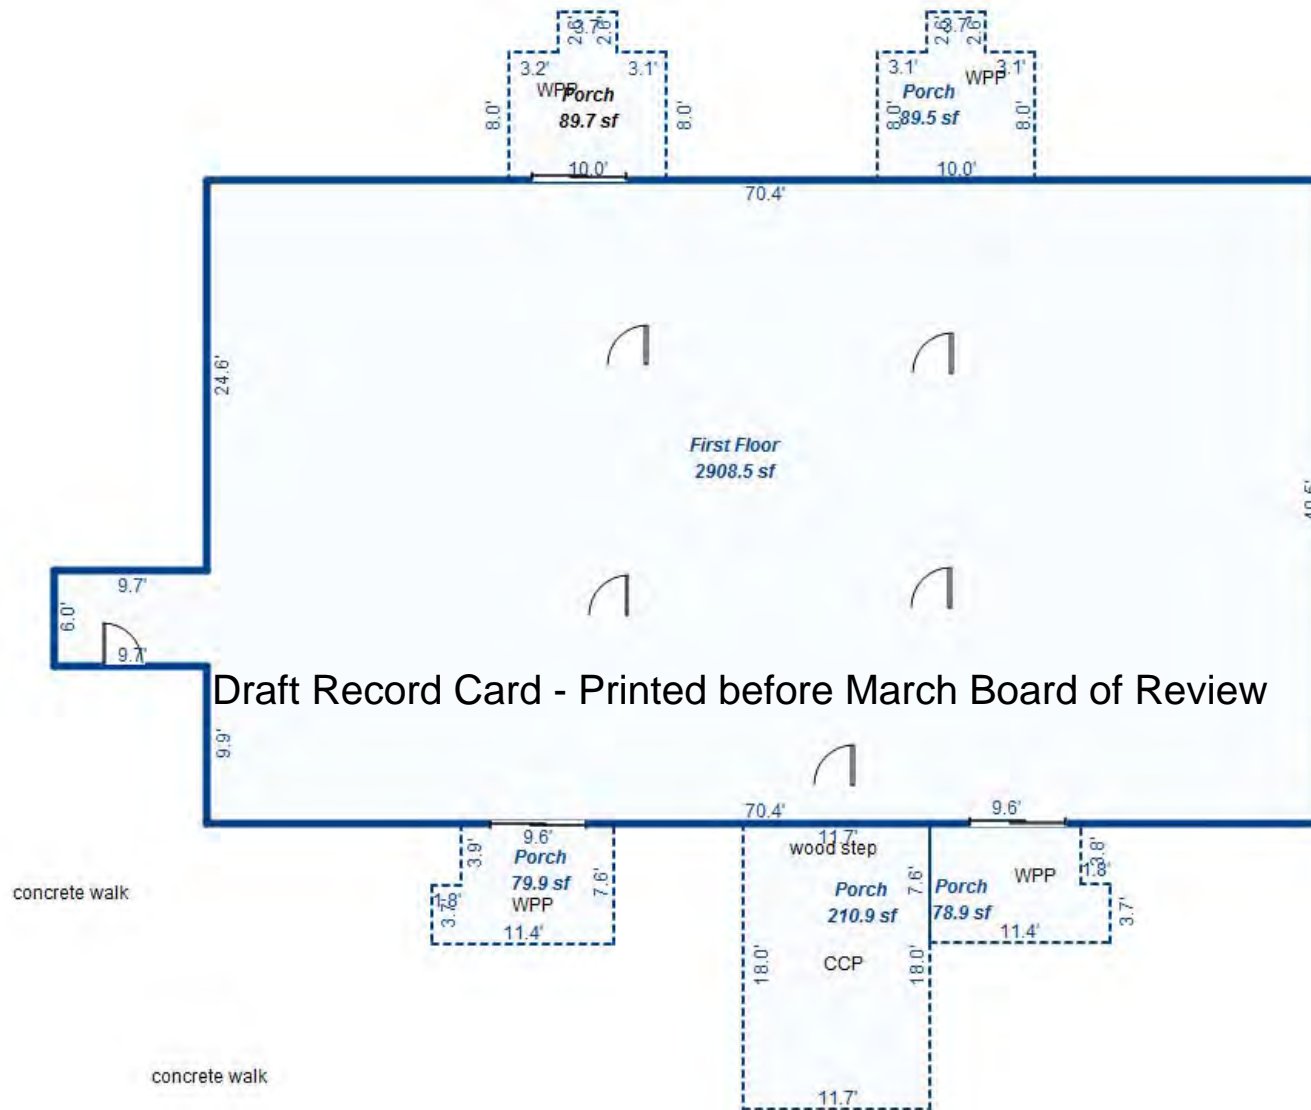 3.7'
2.6'
2.6'
3.2'
3.1'
WPP
Porch
89.7 sf
8.0'
8.0'
10.0'
3.7'
2.6'
2.6'
3.1'
3.1'
WPP
Porch
89.5 sf
8.0'
8.0'
10.0'
70.4'
24.6'
First Floor
2908.5 sf
9.7'
6.0'
9.7'
Draft Record Card - Printed before March Board of Review
9.9'
70.4'
9.6'
9.6'
3.9'
Porch
79.9 sf
WPP
7.6'
1.8'
3.7'
11.4'
11.7'
wood step
Porch
210.9 sf
7.6'
CCP
18.0'
18.0'
11.7'
Porch
78.9 sf
WPP
3.8'
1.8'
3.7'
11.4'
concrete walk
concrete walk